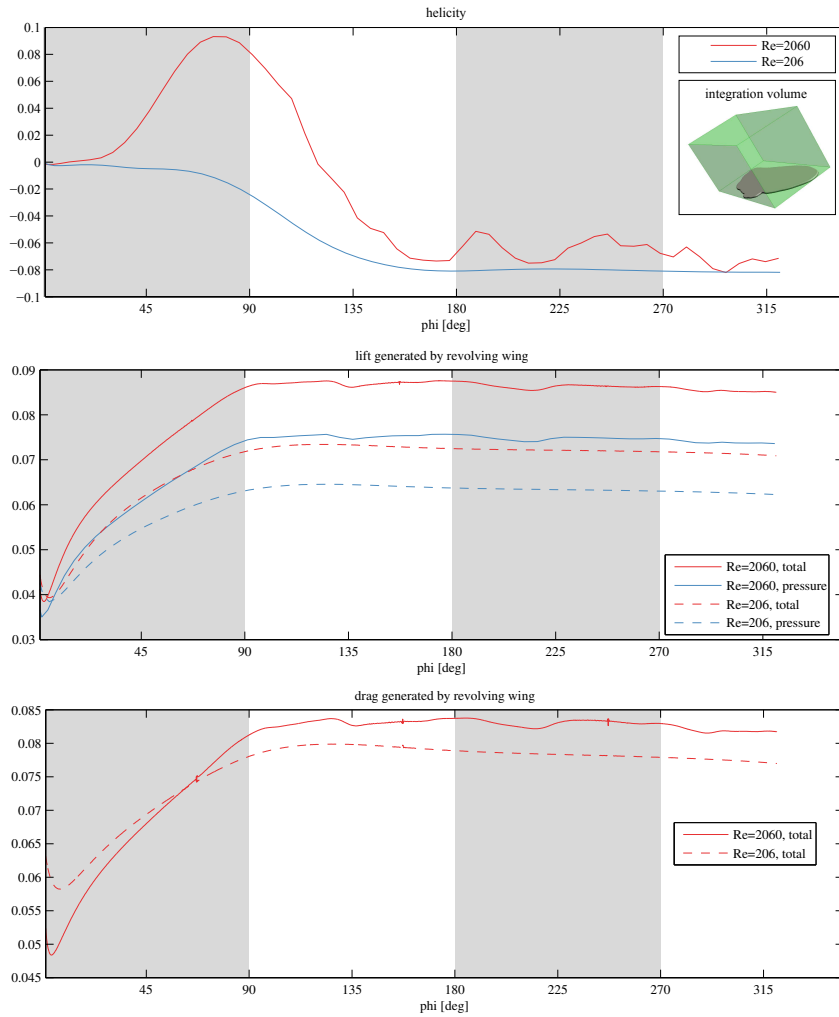 helicity
0.1
0.08
0.06
0.04
0.02
0
−0.02
−0.04
−0.06
−0.08
−0.1
Re=2060
Re=206
integration volume
45 90 135 180 225 270 315
phi [deg]
lift generated by revolving wing
0.09
0.08
0.07
0.06
0.05
0.04
0.03
Re=2060, total
Re=2060, pressure
Re=206, total
Re=206, pressure
45 90 135 180 225 270 315
phi [deg]
drag generated by revolving wing
0.085
0.08
0.075
0.07
0.065
0.06
0.055
0.05
0.045
Re=2060, total
Re=206, total
45 90 135 180 225 270 315
phi [deg]